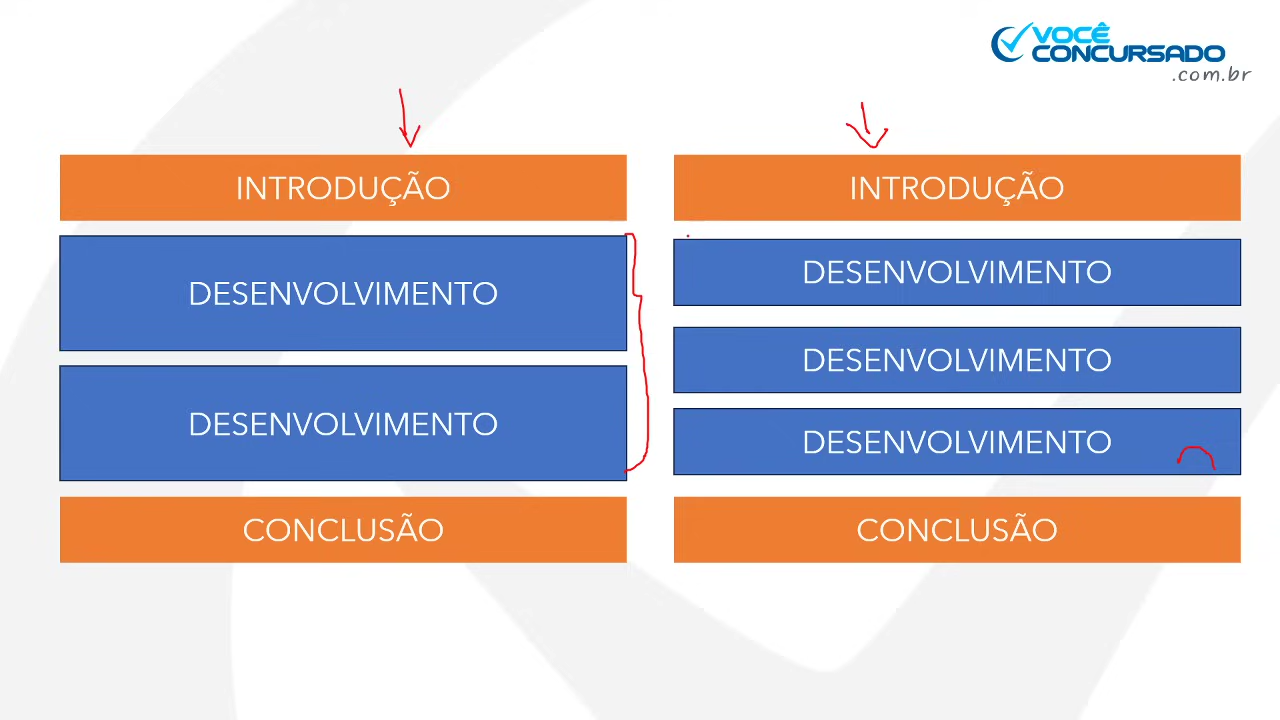 VOCÊ
CONCURSADO
.com.br
INTRODUÇÃO
DESENVOLVIMENTO
DESENVOLVIMENTO
CONCLUSÃO
INTRODUÇÃO
DESENVOLVIMENTO
DESENVOLVIMENTO
DESENVOLVIMENTO
CONCLUSÃO